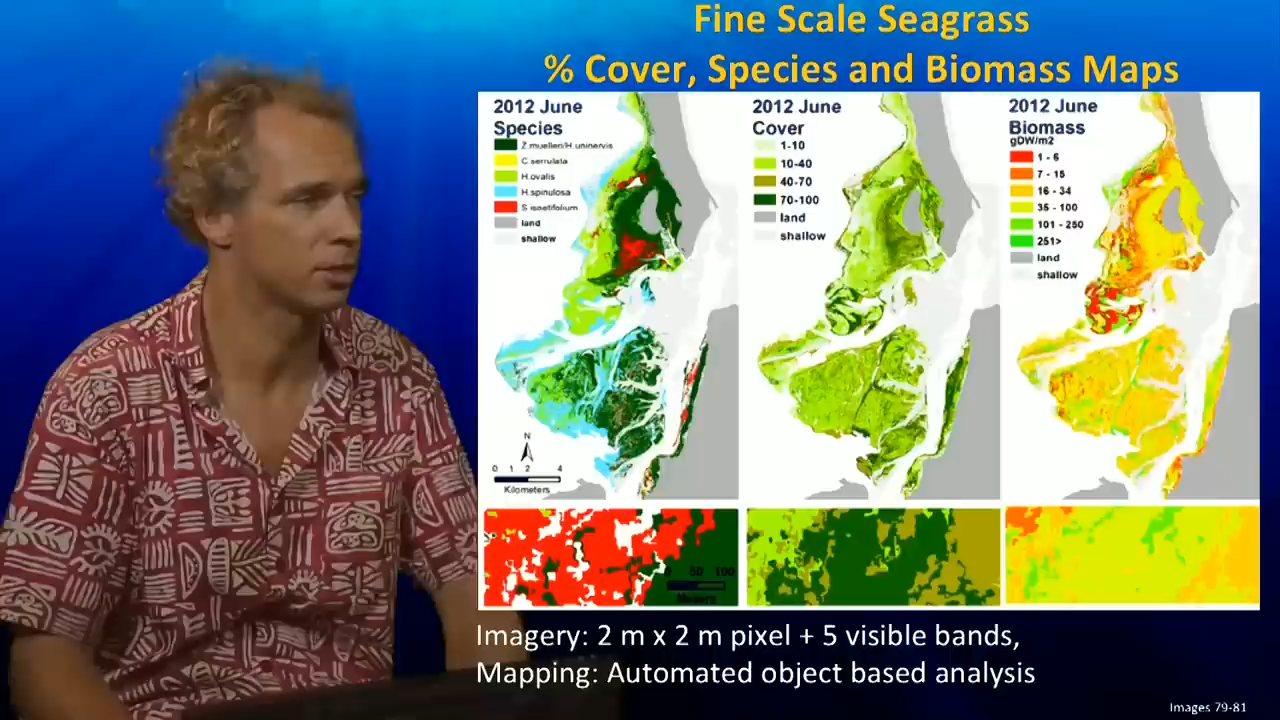 Fine Scale Seagrass
% Cover, Species and Biomass Maps
2012 June
Species
Z.muelleri/H.uninervis
C.serrulata
H.ovalis
H.spinulosa
S.isoetifolium
land
shallow
N
0 1 2 4
Kilometers
2012 June
Cover
1-10
10-40
40-70
70-100
land
shallow
2012 June
Biomass
gDW/m2
1 - 6
7 - 15
16 - 34
35 - 100
101 - 250
251>
land
shallow
0 50 100
Meters
Imagery: 2 m x 2 m pixel + 5 visible bands,
Mapping: Automated object based analysis
Images 79-81